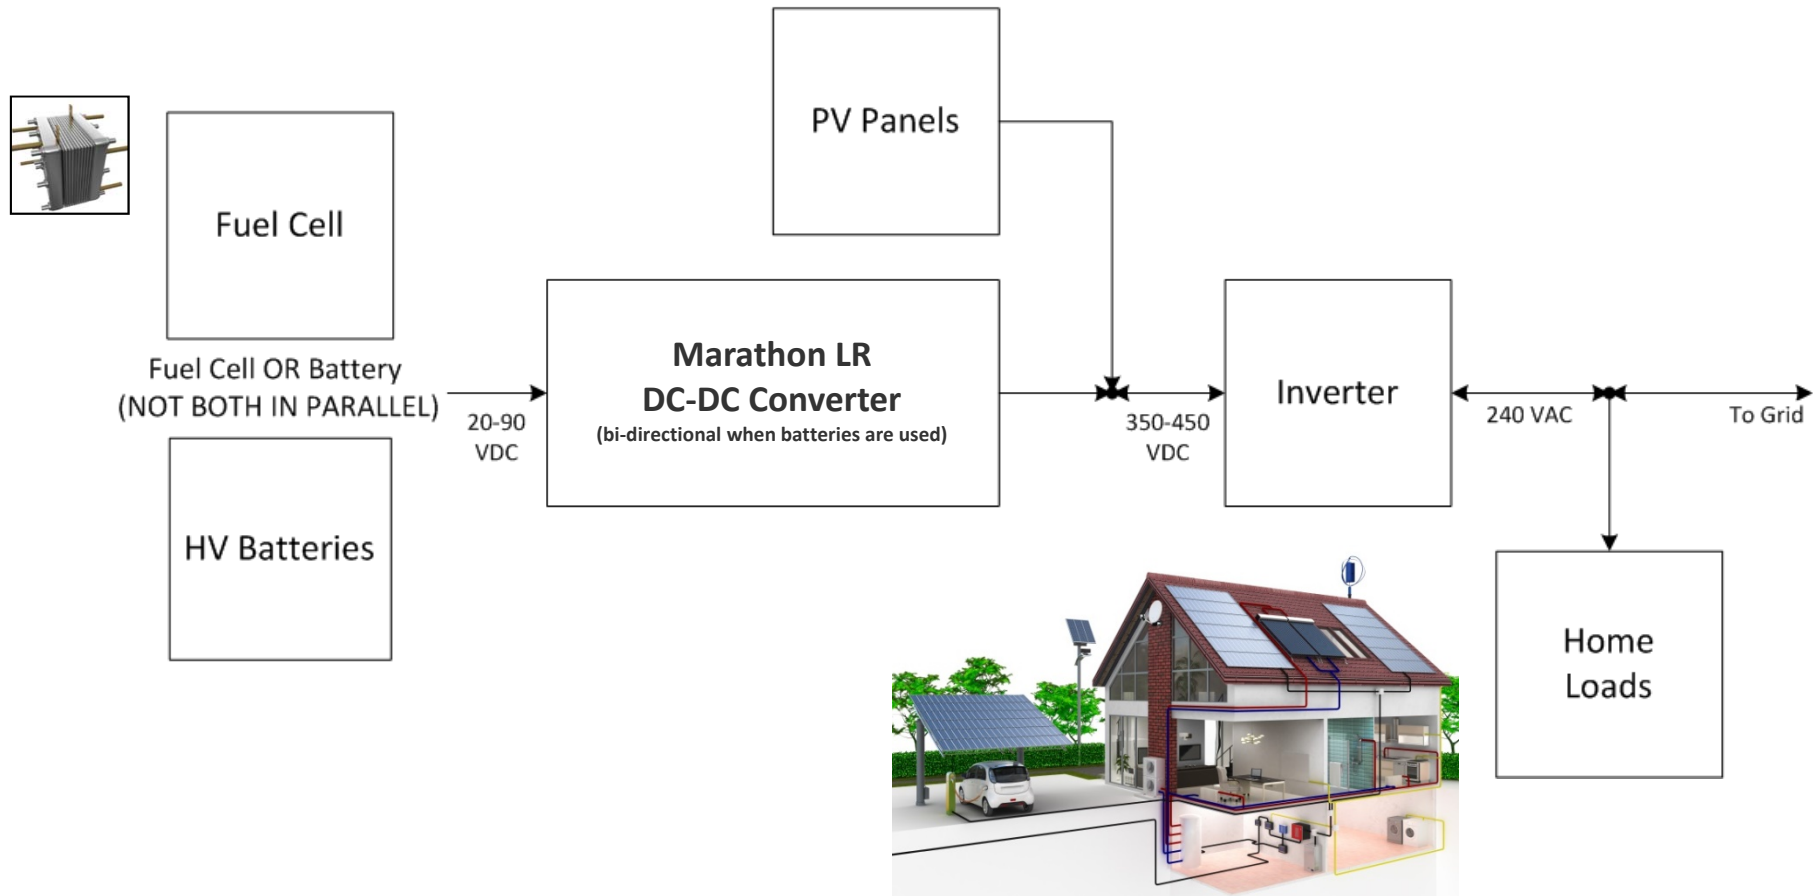 PV Panels
Fuel Cell
Fuel Cell OR Battery
(NOT BOTH IN PARALLEL)
HV Batteries
20-90
VDC
Marathon LR
DC-DC Converter
(bi-directional when batteries are used)
350-450
VDC
Inverter
240 VAC
To Grid
Home
Loads